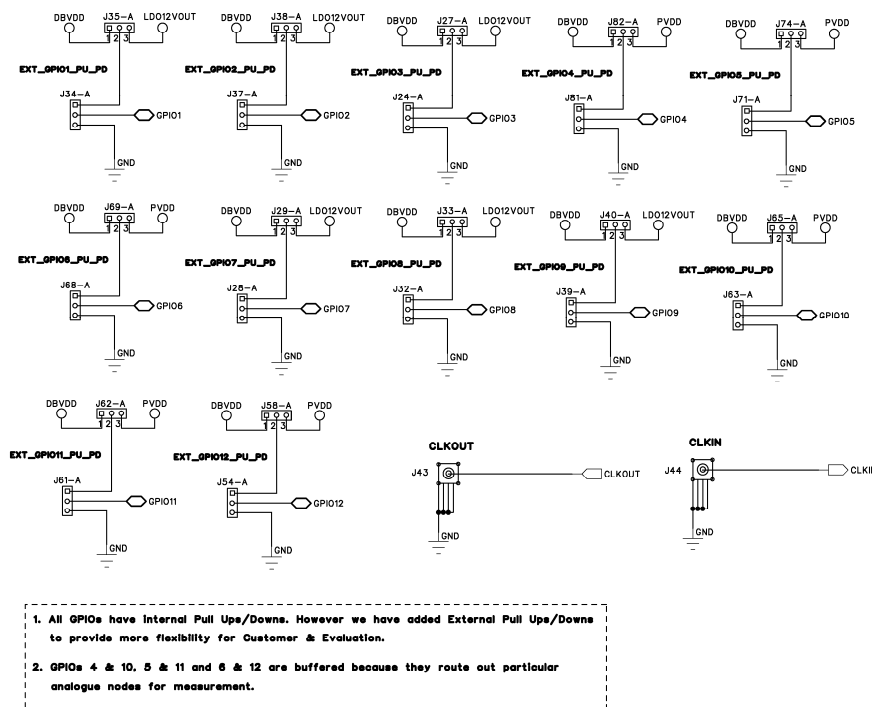 DBVDD J35-A LDO12VOUT
1 2 3
EXT_GPIO1_PU_PD
J34-A
GPIO1
GND
DBVDD J38-A LDO12VOUT
1 2 3
EXT_GPIO2_PU_PD
J37-A
GPIO2
GND
DBVDD J27-A LDO12VOUT
1 2 3
EXT_GPIO3_PU_PD
J24-A
GPIO3
GND
DBVDD J82-A PVDD
1 2 3
EXT_GPIO4_PU_PD
J81-A
GPIO4
GND
DBVDD J74-A PVDD
1 2 3
EXT_GPIO5_PU_PD
J71-A
GPIO5
GND
DBVDD J69-A PVDD
1 2 3
EXT_GPIO6_PU_PD
J68-A
GPIO6
GND
DBVDD J29-A LDO12VOUT
1 2 3
EXT_GPIO7_PU_PD
J28-A
GPIO7
GND
DBVDD J33-A LDO12VOUT
1 2 3
EXT_GPIO8_PU_PD
J32-A
GPIO8
GND
DBVDD J40-A LDO12VOUT
1 2 3
EXT_GPIO9_PU_PD
J39-A
GPIO9
GND
DBVDD J65-A PVDD
1 2 3
EXT_GPIO10_PU_PD
J63-A
GPIO10
GND
DBVDD J62-A PVDD
1 2 3
EXT_GPIO11_PU_PD
J61-A
GPIO11
GND
DBVDD J58-A PVDD
1 2 3
EXT_GPIO12_PU_PD
J54-A
GPIO12
GND
CLKOUT
J43
CLKOUT
GND
CLKIN
J44
CLKIN
GND
1. All GPIOs have internal Pull Ups/Downs. However we have added External Pull Ups/Downs
to provide more flexibility for Customer & Evaluation.
2. GPIOs 4 & 10, 5 & 11 and 6 & 12 are buffered because they route out particular
analogue nodes for measurement.